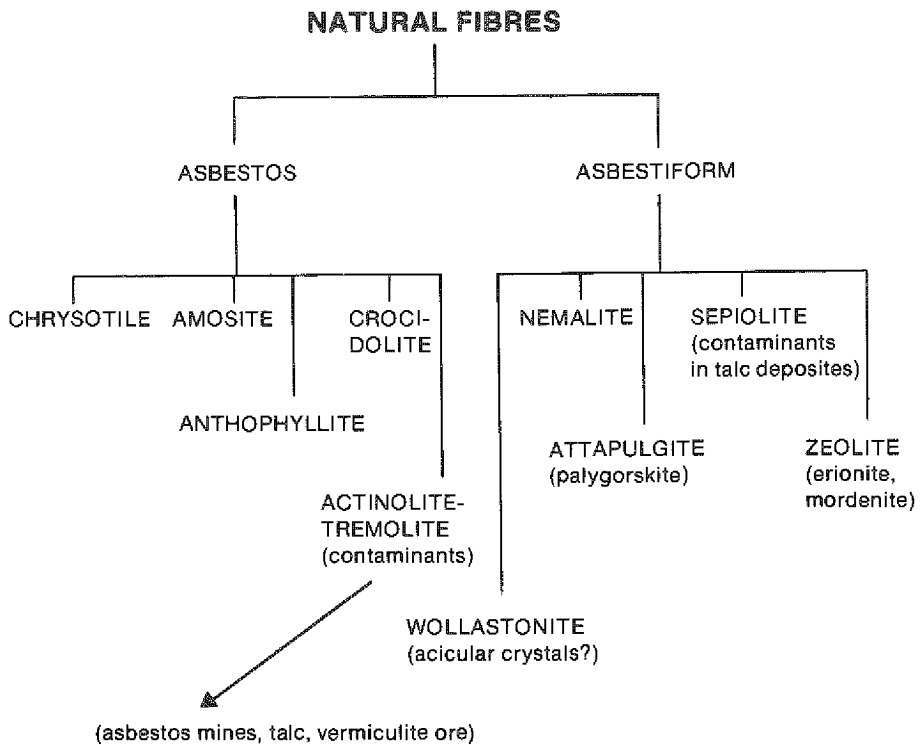 NATURAL FIBRES
ASBESTOS
ASBESTIFORM
CHRYSOTILE
AMOSITE
CROCI-
DOLITE
NEMALITE
SEPIOLITE
(contaminants
in talc deposites)
ANTHOPHYLLITE
ATTAPULGITE
(palygorskite)
ZEOLITE
(erionite,
mordenite)
ACTINOLITE-
TREMOLITE
(contaminants)
WOLLASTONITE
(acicular crystals?)
(asbestos mines, talc, vermiculite ore)